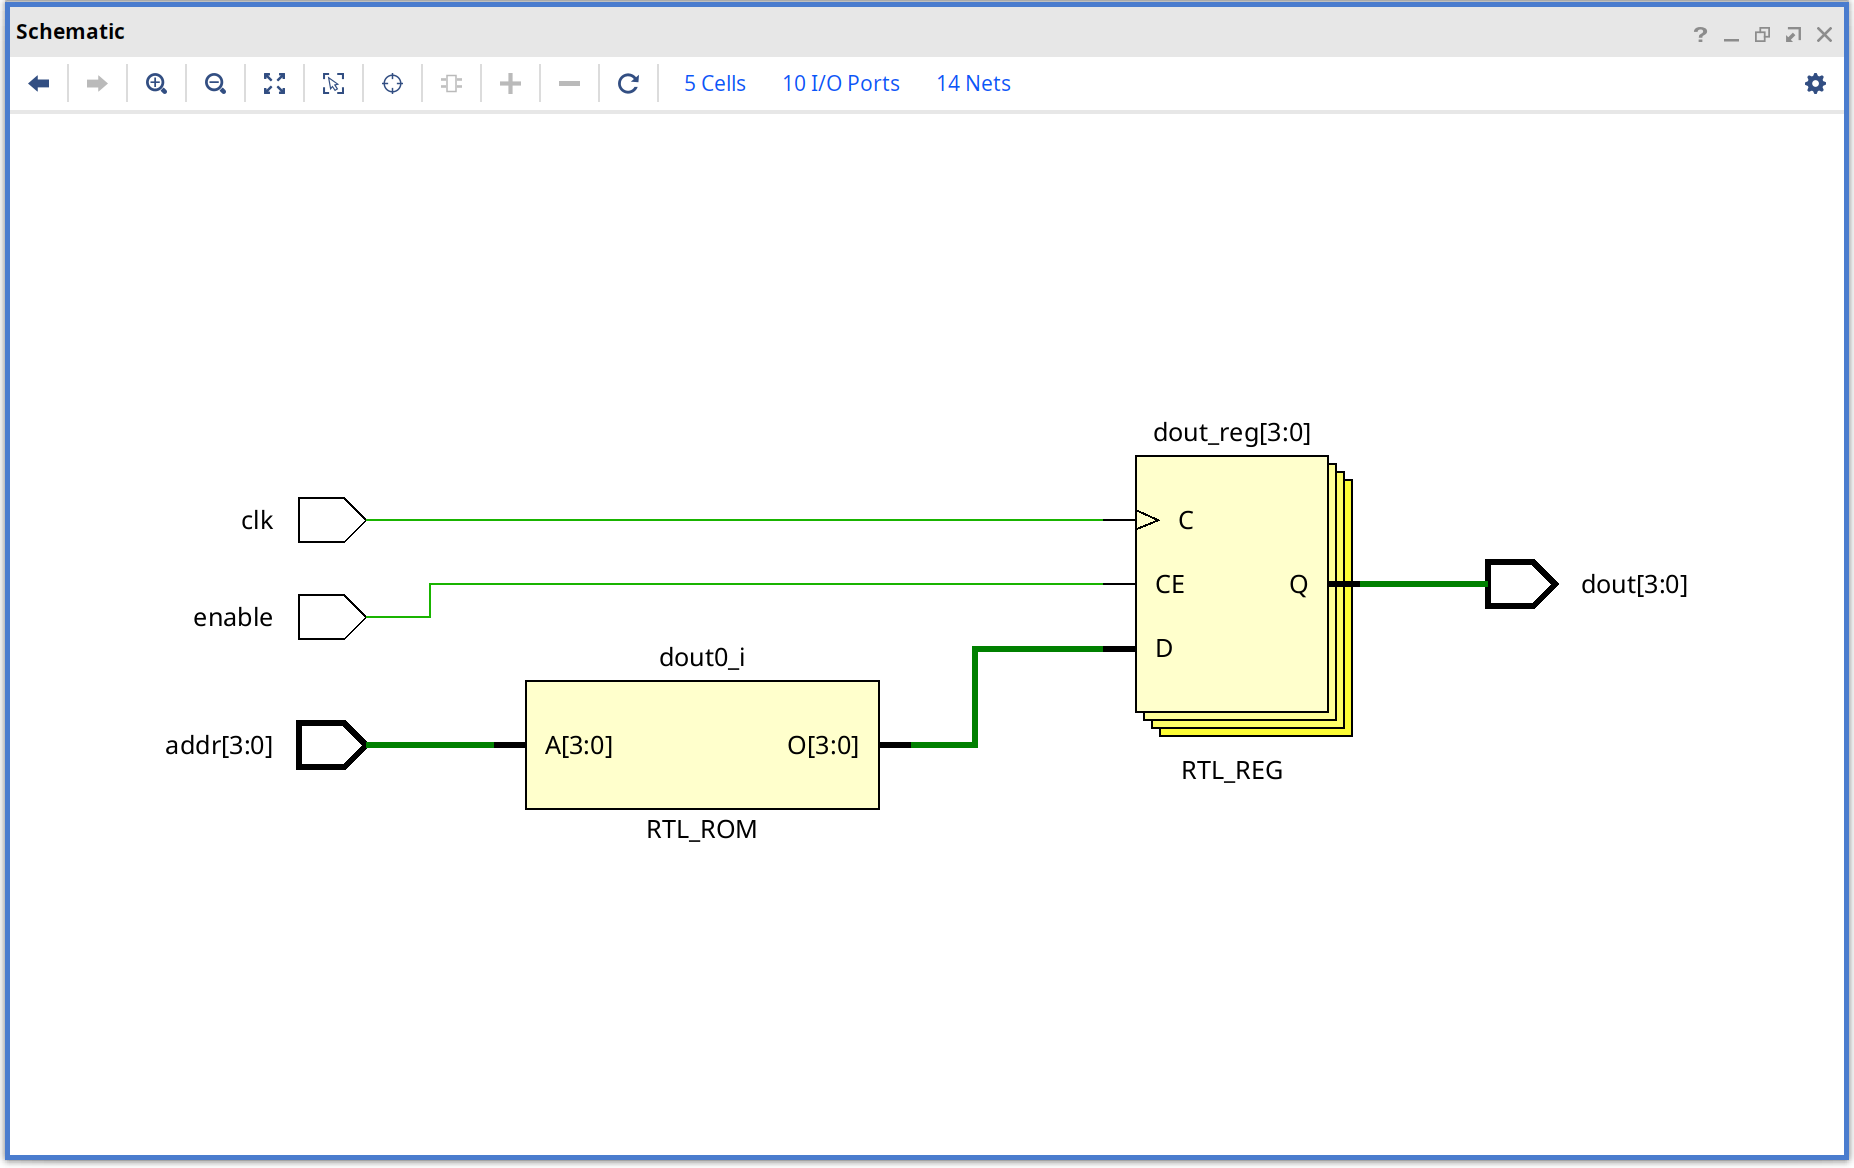 Schematic
?
5 Cells 10 I/O Ports 14 Nets
dout_reg[3:0]
clk
C
enable
CE Q
dout[3:0]
D
dout0_i
addr[3:0]
A[3:0] O[3:0]
RTL_REG
RTL_ROM